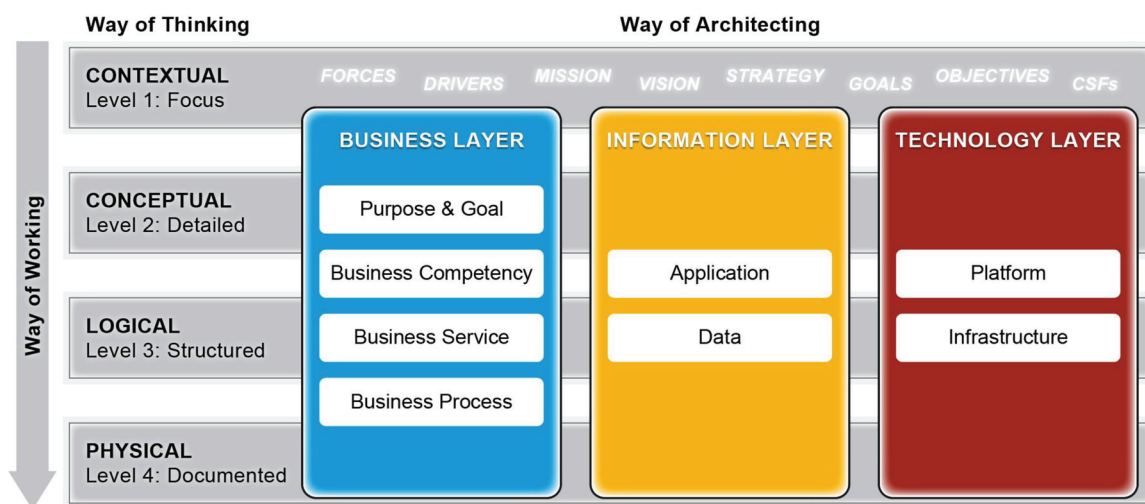 Way of Thinking
Way of Architecting
Way of Working
CONTEXTUAL
Level 1: Focus
FORCES
DRIVERS
MISSION
VISION
STRATEGY
GOALS
OBJECTIVES
CSFs
CONCEPTUAL
Level 2: Detailed
LOGICAL
Level 3: Structured
PHYSICAL
Level 4: Documented
BUSINESS LAYER
Purpose & Goal
Business Competency
Business Service
Business Process
INFORMATION LAYER
Application
Data
TECHNOLOGY LAYER
Platform
Infrastructure